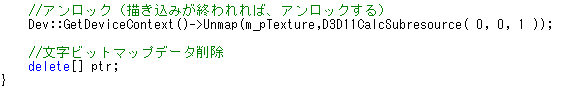 //アンロック（描き込みが終われれば、アンロックする）
Dev::GetDeviceContext()->Unmap(m_pTexture,D3D11CalcSubresource( 0, 0, 1 ));
//文字ビットマップデータ削除
delete[] ptr;
}